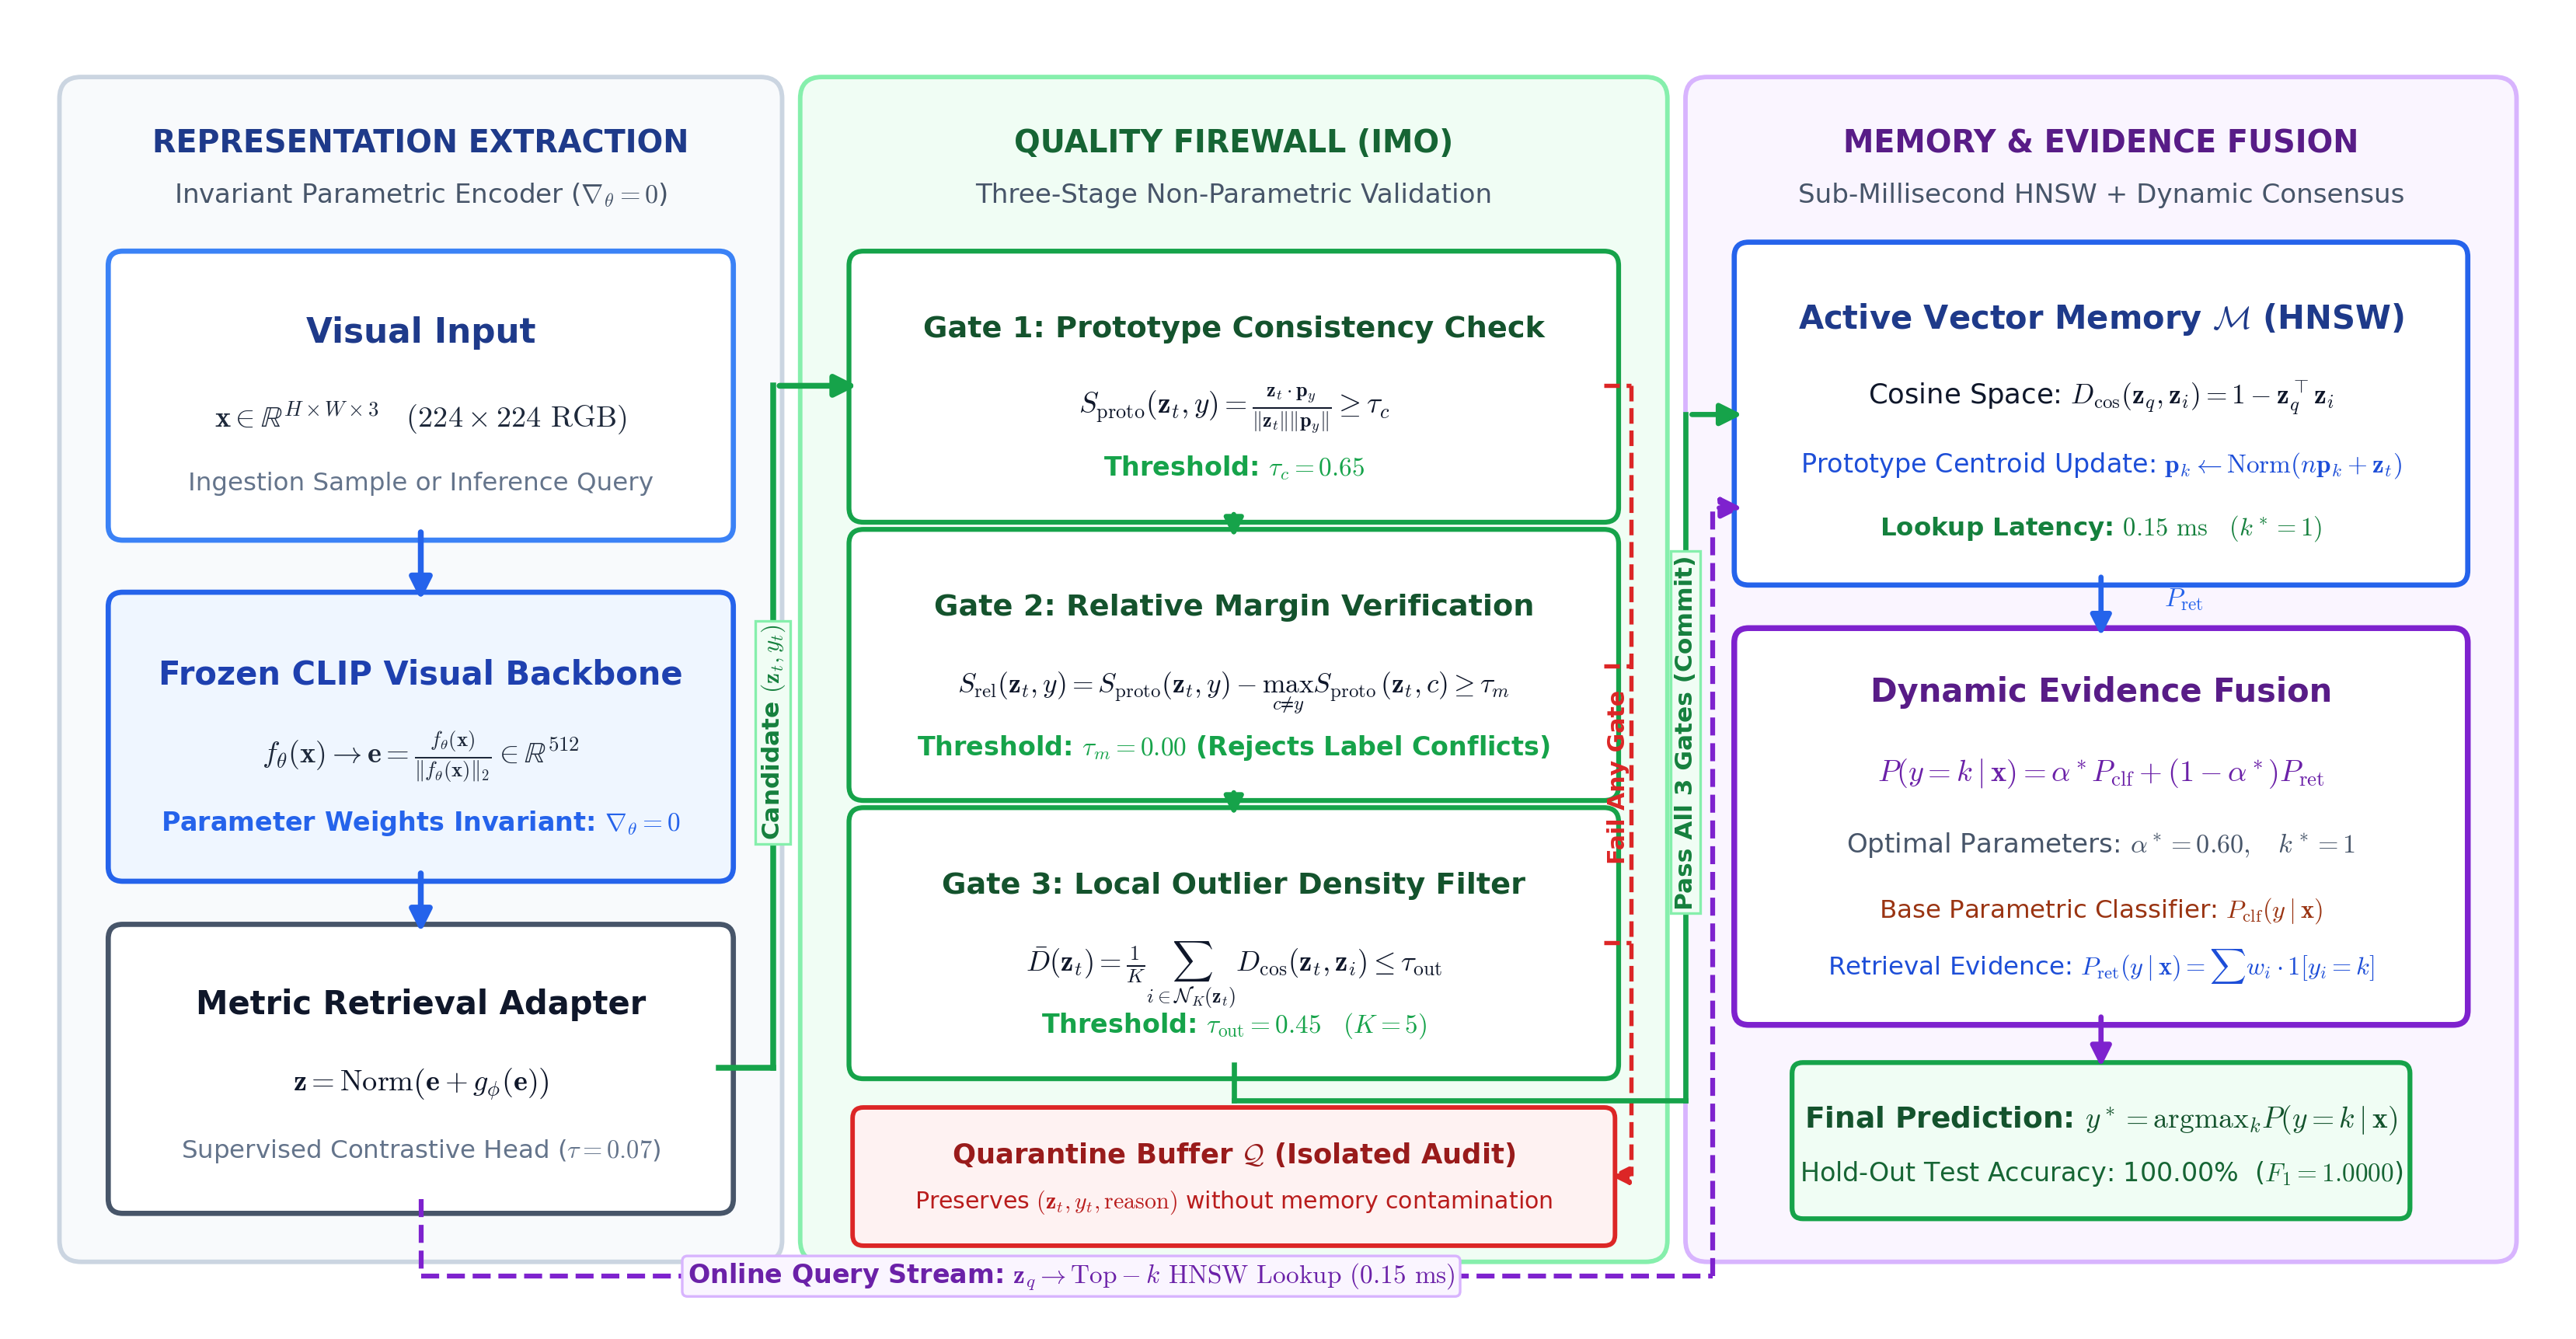 REPRESENTATION EXTRACTION
Invariant Parametric Encoder (∇_θ = 0)
Visual Input
x ∈ ℝ^{H×W×3} (224 × 224 RGB)
Ingestion Sample or Inference Query
Frozen CLIP Visual Backbone
f_θ(x) → e = f_θ(x) / ‖f_θ(x)‖_2 ∈ ℝ^{512}
Parameter Weights Invariant: ∇_θ = 0
Metric Retrieval Adapter
z = Norm(e + g_ϕ(e))
Supervised Contrastive Head (τ = 0.07)
Candidate (z_t, y_t)
QUALITY FIREWALL (IMO)
Three-Stage Non-Parametric Validation
Gate 1: Prototype Consistency Check
S_proto(z_t, y) = z_t · p_y / ‖z_t‖‖p_y‖ ≥ τ_c
Threshold: τ_c = 0.65
Gate 2: Relative Margin Verification
S_rel(z_t, y) = S_proto(z_t, y) − max_{c≠y} S_proto (z_t, c) ≥ τ_m
Threshold: τ_m = 0.00 (Rejects Label Conflicts)
Gate 3: Local Outlier Density Filter
D̄(z_t) = 1/K ∑_{i ∈ 𝒩_K(z_t)} D_cos(z_t, z_i) ≤ τ_out
Threshold: τ_out = 0.45 (K = 5)
Fail Any Gate
Quarantine Buffer 𝒬 (Isolated Audit)
Preserves (z_t, y_t, reason) without memory contamination
Pass All 3 Gates (Commit)
MEMORY & EVIDENCE FUSION
Sub-Millisecond HNSW + Dynamic Consensus
Active Vector Memory ℳ (HNSW)
Cosine Space: D_cos(z_q, z_i) = 1 − z_q^⊤ z_i
Prototype Centroid Update: p_k ← Norm(np_k + z_t)
Lookup Latency: 0.15 ms (k* = 1)
P_ret
Dynamic Evidence Fusion
P(y = k | x) = α* P_clf + (1 − α*)P_ret
Optimal Parameters: α* = 0.60, k* = 1
Base Parametric Classifier: P_clf(y | x)
Retrieval Evidence: P_ret(y | x) = ∑ w_i · 1[y_i = k]
Final Prediction: y* = argmax_k P(y = k | x)
Hold-Out Test Accuracy: 100.00% (F_1 = 1.0000)
Online Query Stream: z_q → Top − k HNSW Lookup (0.15 ms)